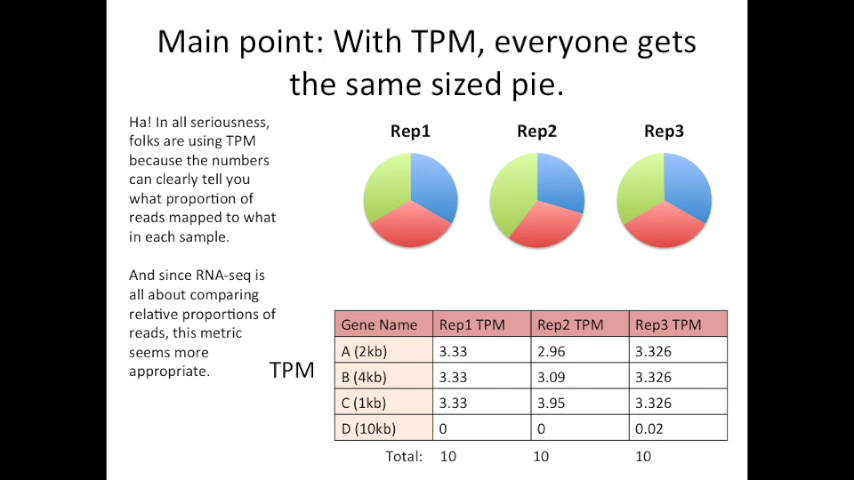 Main point: With TPM, everyone gets
the same sized pie.
Ha! In all seriousness,
folks are using TPM
because the numbers
can clearly tell you
what proportion of
reads mapped to what
in each sample.
And since RNA-seq is
all about comparing
relative proportions of
reads, this metric
seems more
appropriate.
Rep1 Rep2 Rep3
TPM
Gene Name Rep1 TPM Rep2 TPM Rep3 TPM
A (2kb) 3.33 2.96 3.326
B (4kb) 3.33 3.09 3.326
C (1kb) 3.33 3.95 3.326
D (10kb) 0 0 0.02
Total: 10 10 10